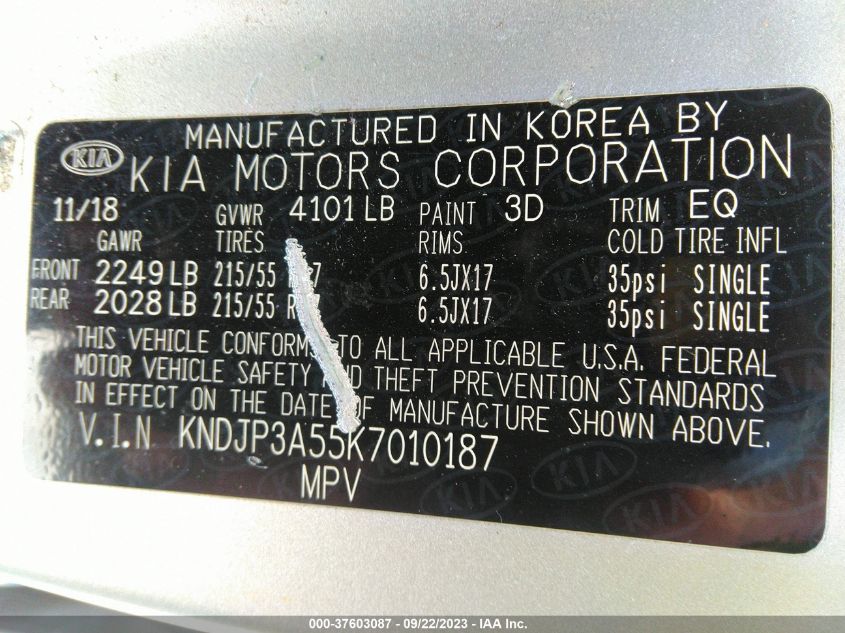 MANUFACTURED IN KOREA BY
KIA KIA MOTORS CORPORATION
11/18 GVWR 4101 LB PAINT 3D TRIM EQ
GAWR TIRES RIMS COLD TIRE INFL
FRONT 2249 LB 215/55 6.5JX17 35psi SINGLE
REAR 2028 LB 215/55 6.5JX17 35psi SINGLE
THIS VEHICLE CONFORMS TO ALL APPLICABLE U.S.A. FEDERAL
MOTOR VEHICLE SAFETY AND THEFT PREVENTION STANDARDS
IN EFFECT ON THE DATE OF MANUFACTURE SHOWN ABOVE.
V.I.N KNDJP3A55K7010187
MPV
000-37603087 - 09/22/2023 - IAA Inc.